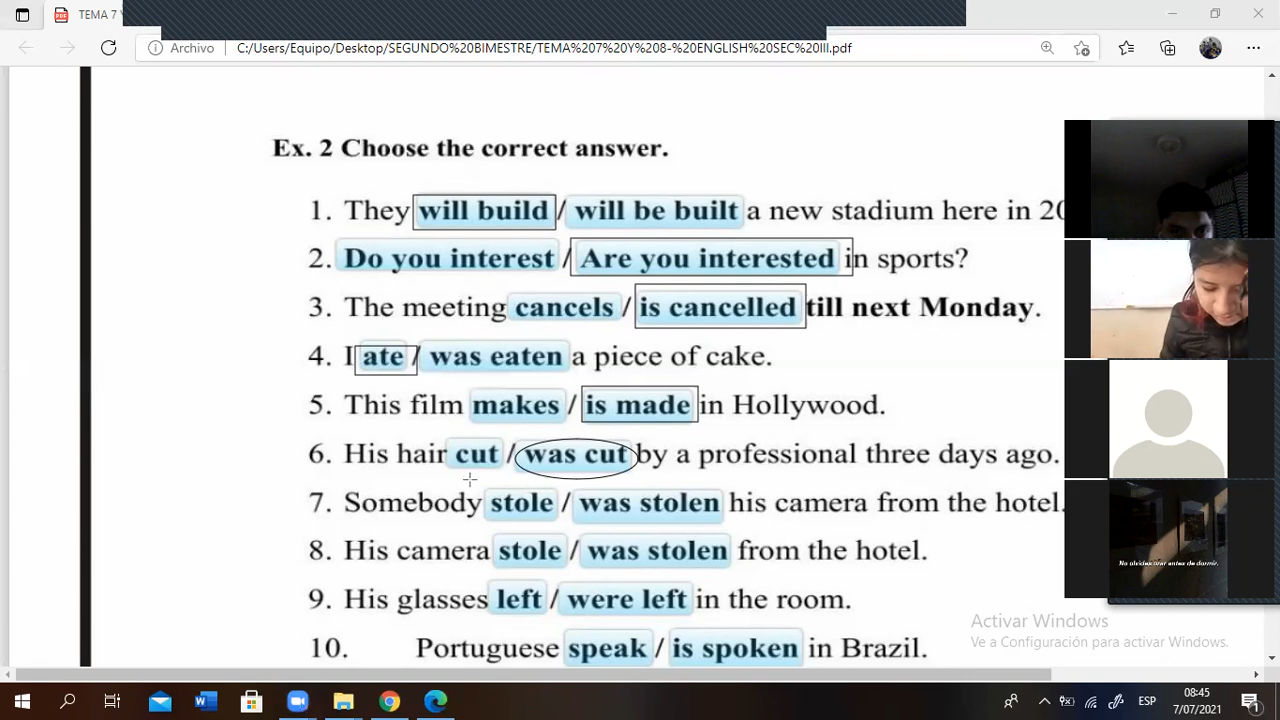 TEMA 7 Y
Archivo C:/Users/Equipo/Desktop/SEGUNDO%20BIMESTRE/TEMA%207%20Y%208-%20ENGLISH%20SEC%20III.pdf
Ex. 2 Choose the correct answer.
1. They will build / will be built a new stadium here in 20
2. Do you interest / Are you interested in sports?
3. The meeting cancels / is cancelled till next Monday.
4. I ate / was eaten a piece of cake.
5. This film makes / is made in Hollywood.
6. His hair cut / was cut by a professional three days ago.
7. Somebody stole / was stolen his camera from the hotel.
8. His camera stole / was stolen from the hotel.
9. His glasses left / were left in the room.
10. Portuguese speak / is spoken in Brazil.
No olvides orar antes de dormir.
Activar Windows
Ve a Configuración para activar Windows.
ESP
08:45
7/07/2021